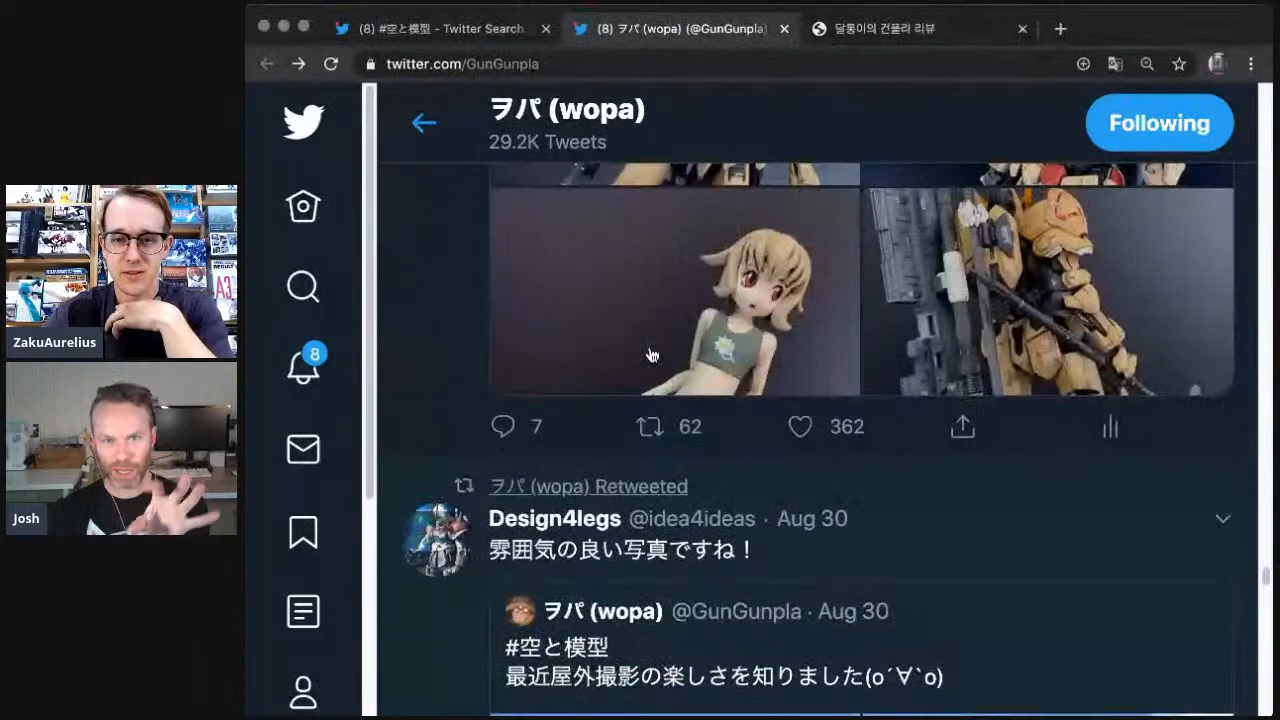 (8) #空と模型 - Twitter Search
(8) ヲパ (wopa) (@GunGunpla)
달롱이의 건플라 리뷰
twitter.com/GunGunpla
ヲパ (wopa)
29.2K Tweets
Following
8
ZakuAurelius
Josh
A3
7
62
362
ヲパ (wopa) Retweeted
Design4legs @idea4ideas · Aug 30
雰囲気の良い写真ですね！
ヲパ (wopa) @GunGunpla · Aug 30
#空と模型
最近屋外撮影の楽しさを知りました(o´∀`o)